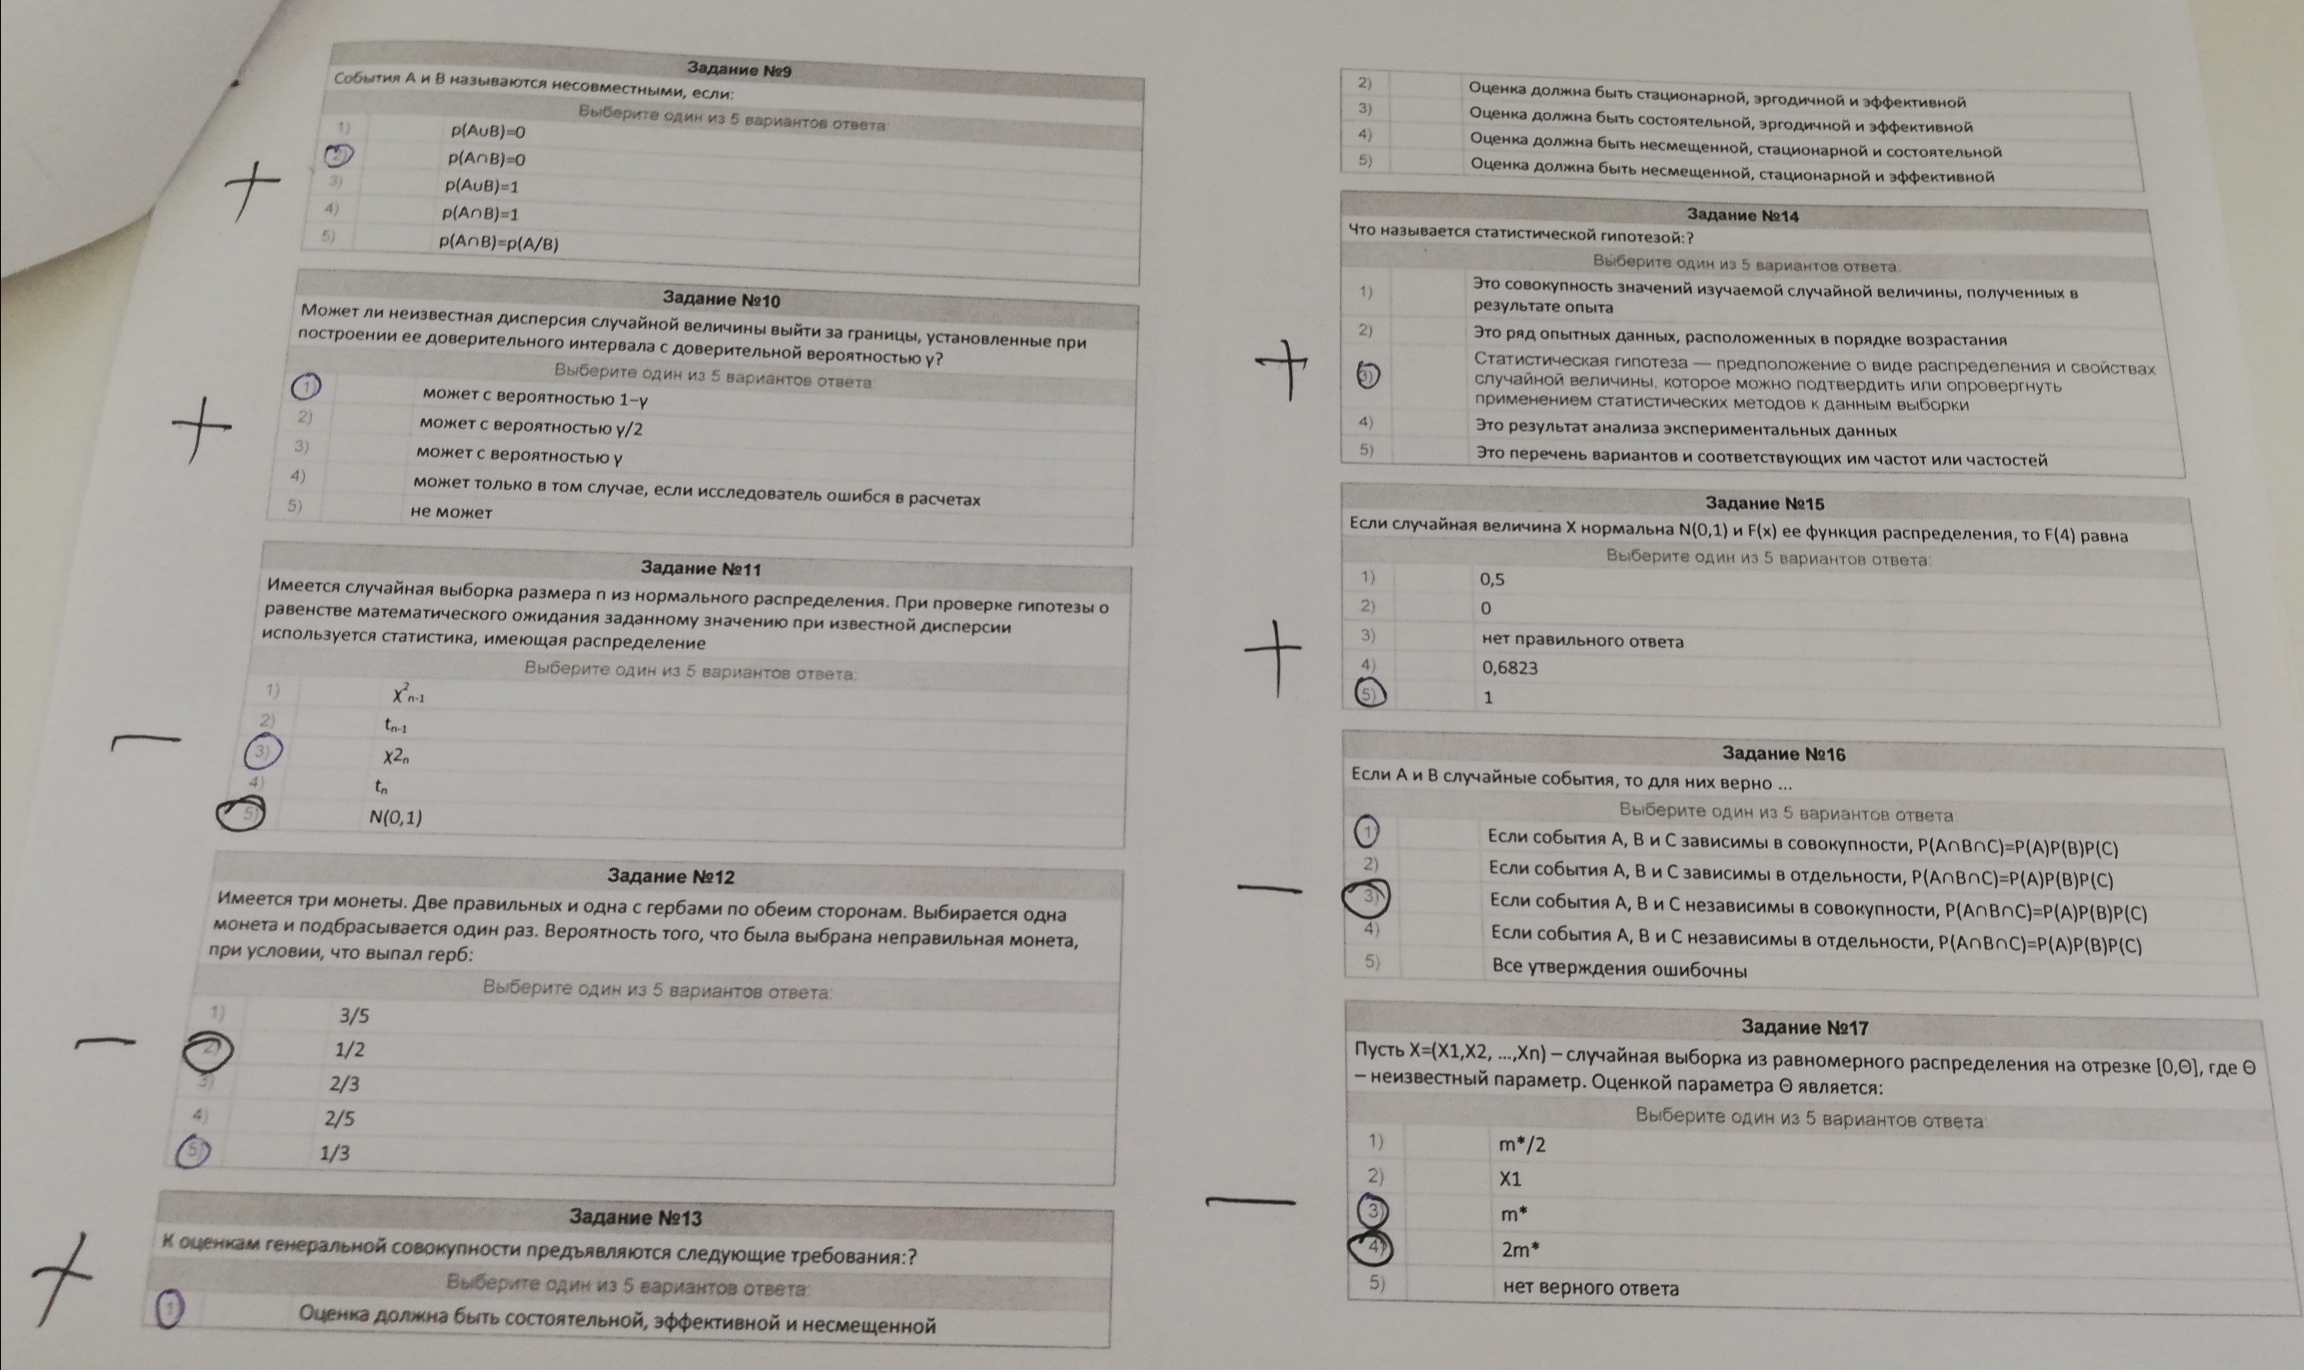 Задание №9
События А и В называются несовместными, если:
Выберите один из 5 вариантов ответа:
1) p(A∪B)=0
2) p(A∩B)=0
3) p(A∪B)=1
4) p(A∩B)=1
5) p(A∩B)=p(A/B)
+
Задание №10
Может ли неизвестная дисперсия случайной величины выйти за границы, установленные при
построении ее доверительного интервала с доверительной вероятностью γ?
Выберите один из 5 вариантов ответа:
1) может с вероятностью 1−γ
2) может с вероятностью γ/2
3) может с вероятностью γ
4) может только в том случае, если исследователь ошибся в расчетах
5) не может
+
Задание №11
Имеется случайная выборка размера n из нормального распределения. При проверке гипотезы о
равенстве математического ожидания заданному значению при известной дисперсии
используется статистика, имеющая распределение
Выберите один из 5 вариантов ответа:
1) χ²n-1
2) tn-1
3) χ2n
4) tn
5) N(0,1)
−
Задание №12
Имеется три монеты. Две правильных и одна с гербами по обеим сторонам. Выбирается одна
монета и подбрасывается один раз. Вероятность того, что была выбрана неправильная монета,
при условии, что выпал герб:
Выберите один из 5 вариантов ответа:
1) 3/5
2) 1/2
3) 2/3
4) 2/5
5) 1/3
−
Задание №13
К оценкам генеральной совокупности предъявляются следующие требования:?
Выберите один из 5 вариантов ответа:
1) Оценка должна быть состоятельной, эффективной и несмещенной
+
2) Оценка должна быть стационарной, эргодичной и эффективной
3) Оценка должна быть состоятельной, эргодичной и эффективной
4) Оценка должна быть несмещенной, стационарной и состоятельной
5) Оценка должна быть несмещенной, стационарной и эффективной
Задание №14
Что называется статистической гипотезой:?
Выберите один из 5 вариантов ответа:
1) Это совокупность значений изучаемой случайной величины, полученных в
результате опыта
2) Это ряд опытных данных, расположенных в порядке возрастания
3) Статистическая гипотеза — предположение о виде распределения и свойствах
случайной величины, которое можно подтвердить или опровергнуть
применением статистических методов к данным выборки
4) Это результат анализа экспериментальных данных
5) Это перечень вариантов и соответствующих им частот или частостей
+
Задание №15
Если случайная величина X нормальна N(0,1) и F(x) ее функция распределения, то F(4) равна
Выберите один из 5 вариантов ответа:
1) 0,5
2) 0
3) нет правильного ответа
4) 0,6823
5) 1
+
Задание №16
Если А и В случайные события, то для них верно ...
Выберите один из 5 вариантов ответа:
1) Если события А, В и С зависимы в совокупности, P(A∩B∩C)=P(A)P(B)P(C)
2) Если события А, В и С зависимы в отдельности, P(A∩B∩C)=P(A)P(B)P(C)
3) Если события А, В и С независимы в совокупности, P(A∩B∩C)=P(A)P(B)P(C)
4) Если события А, В и С независимы в отдельности, P(A∩B∩C)=P(A)P(B)P(C)
5) Все утверждения ошибочны
−
Задание №17
Пусть X=(X1,X2, ...,Xn) – случайная выборка из равномерного распределения на отрезке [0,Θ], где Θ
– неизвестный параметр. Оценкой параметра Θ является:
Выберите один из 5 вариантов ответа:
1) m*/2
2) X1
3) m*
4) 2m*
5) нет верного ответа
−